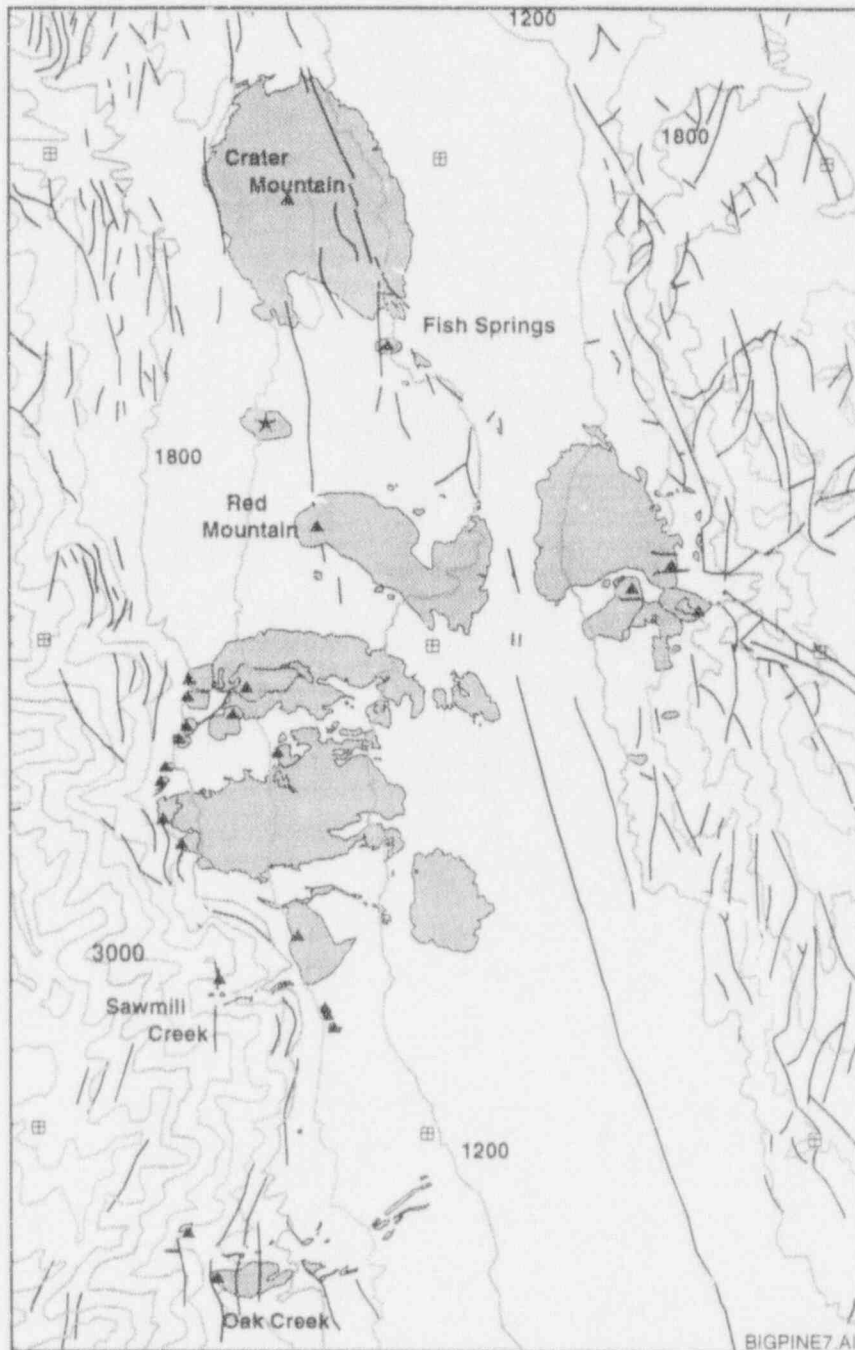 1200
1800
Crater
Mountain
Fish Springs
1800
Red
Mountain
3000
Sawmill
Creek
1200
Oak Creek
BIGPINE7.AI